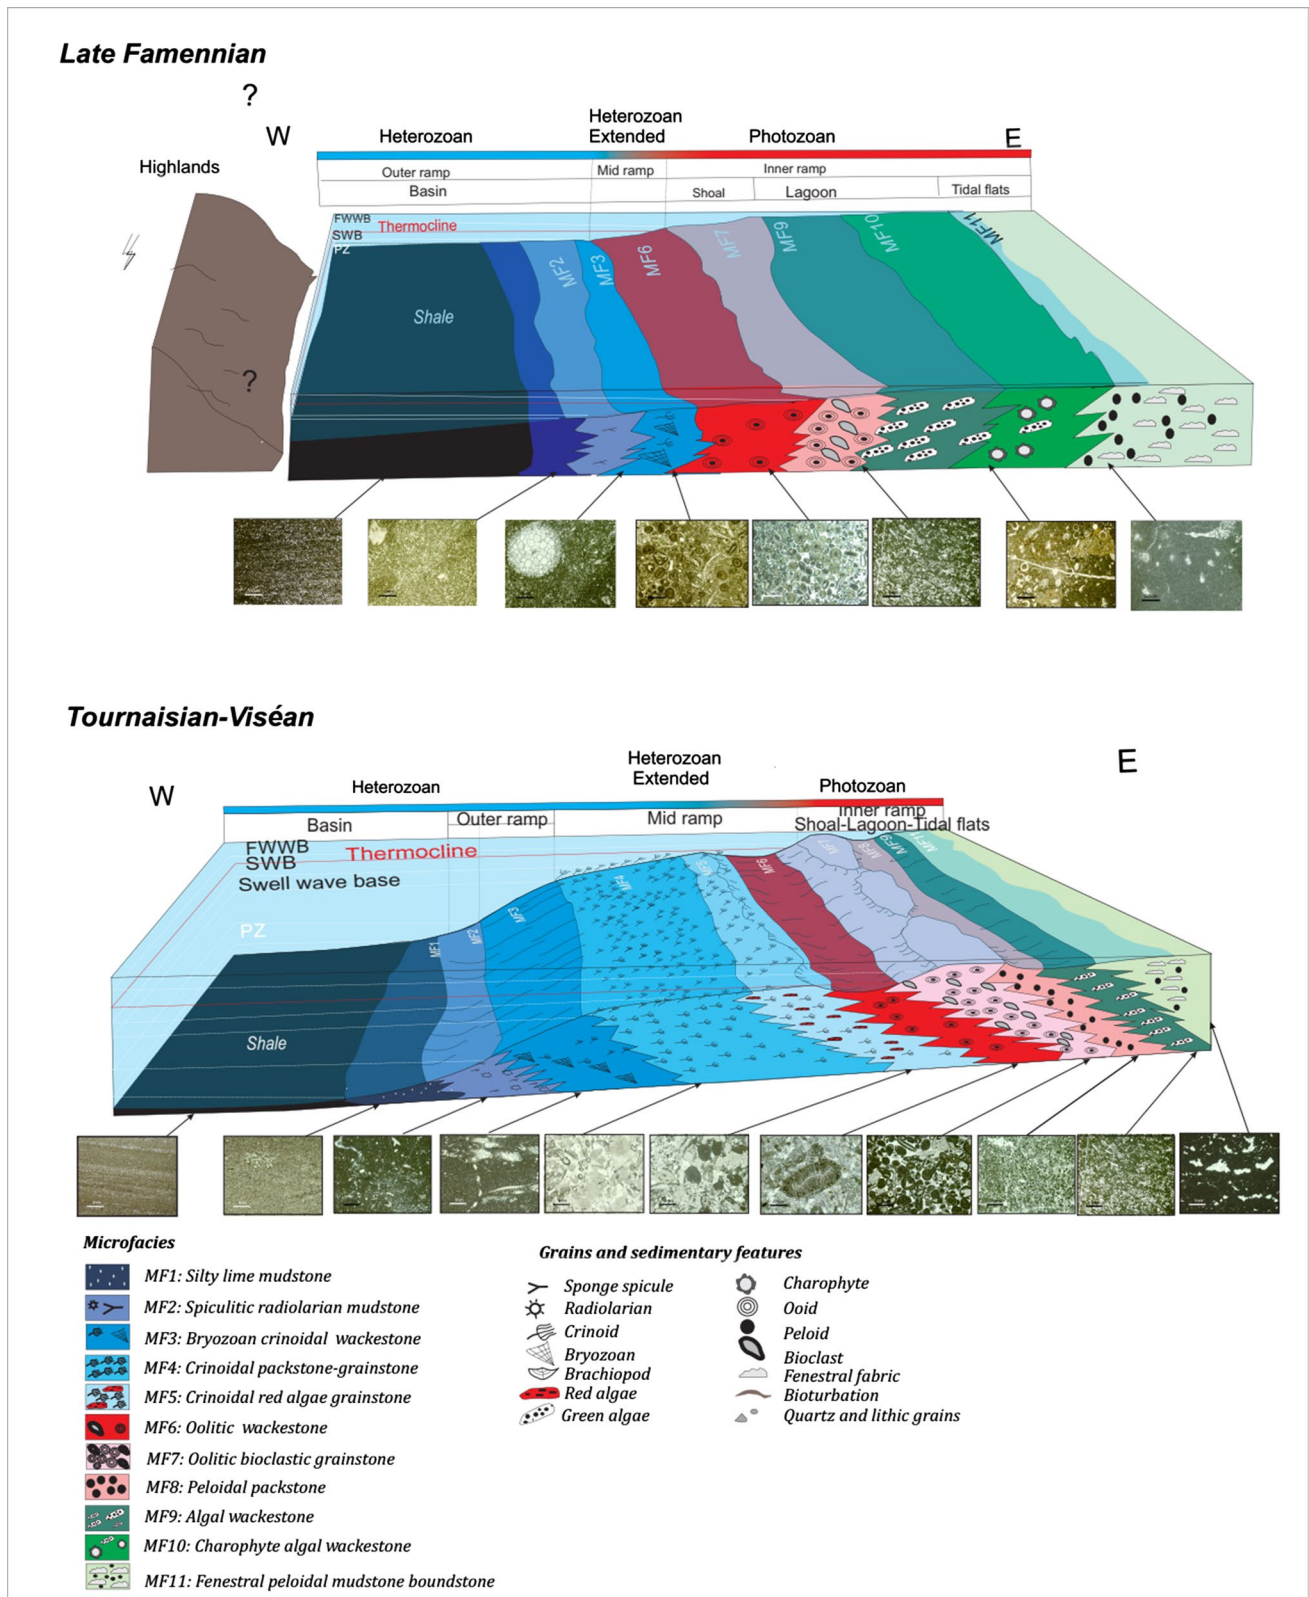 Late Famennian
?
W
Heterozoan
Heterozoan
Extended
Photozoan
E
Highlands
Outer ramp
Mid ramp
Inner ramp
Basin
Shoal
Lagoon
Tidal flats
FWWB
Thermocline
SWB
PZ
MF2
MF3
MF6
MF7
MF9
MF10
MF11
Shale
?
Tournaisian-Viséan
W
Heterozoan
Heterozoan
Extended
Photozoan
E
Basin
Outer ramp
Mid ramp
Inner ramp
Shoal-Lagoon-Tidal flats
FWWB
SWB
Thermocline
Swell wave base
PZ
MF1
MF2
MF3
MF4
MF5
MF6
MF7
MF8
MF9
MF11
Shale
Microfacies
MF1: Silty lime mudstone
MF2: Spiculitic radiolarian mudstone
MF3: Bryozoan crinoidal wackestone
MF4: Crinoidal packstone-grainstone
MF5: Crinoidal red algae grainstone
MF6: Oolitic wackestone
MF7: Oolitic bioclastic grainstone
MF8: Peloidal packstone
MF9: Algal wackestone
MF10: Charophyte algal wackestone
MF11: Fenestral peloidal mudstone boundstone
Grains and sedimentary features
Sponge spicule
Radiolarian
Crinoid
Bryozoan
Brachiopod
Red algae
Green algae
Charophyte
Ooid
Peloid
Bioclast
Fenestral fabric
Bioturbation
Quartz and lithic grains